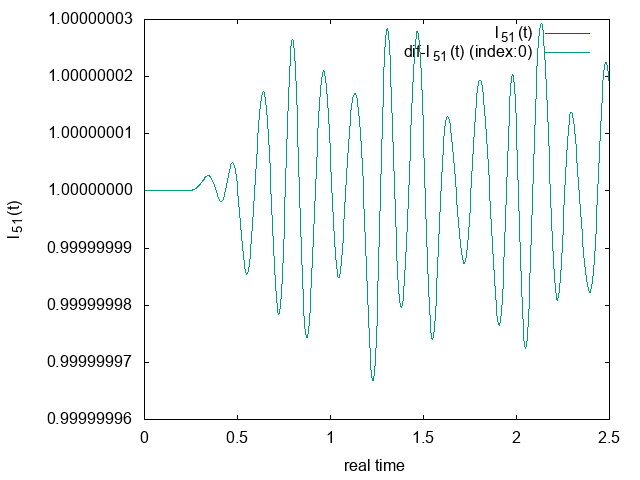 1.00000003
1.00000002
1.00000001
1.00000000
0.99999999
0.99999998
0.99999997
0.99999996
I51(t)
I51(t)
dif-I51(t) (index:0)
0 0.5 1 1.5 2 2.5
real time